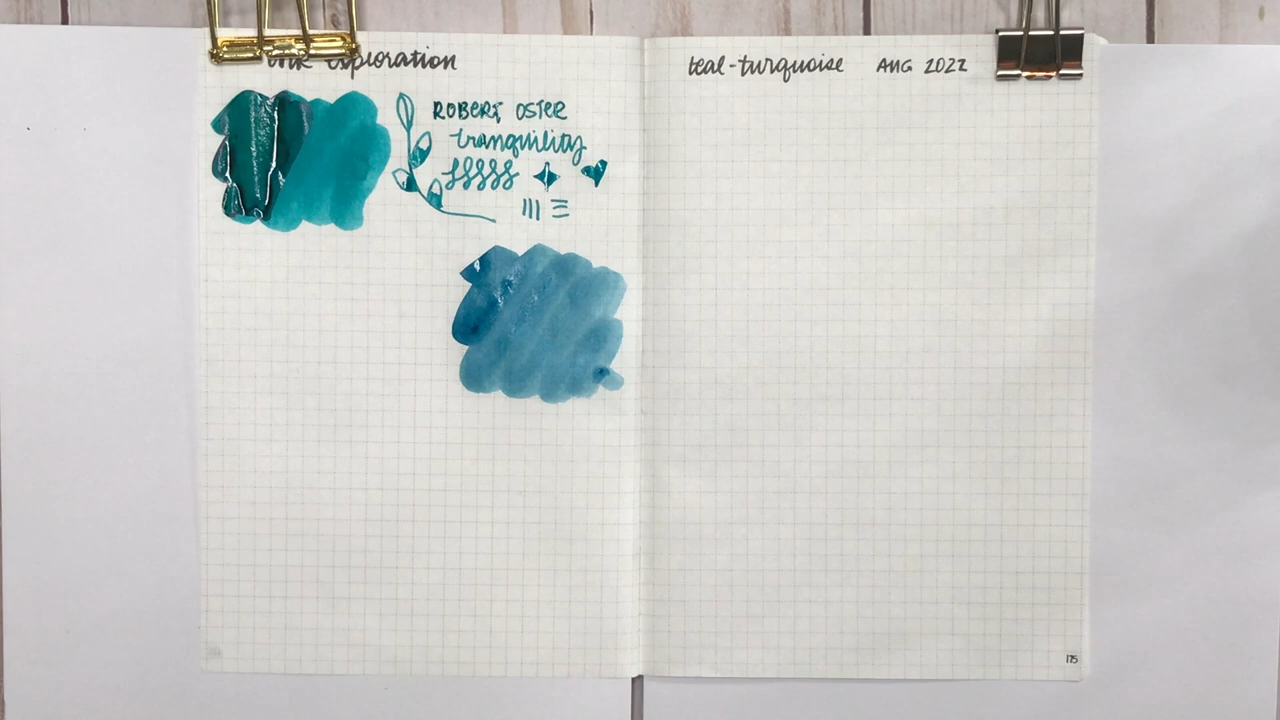 ink exploration
teal-turquoise AUG 2022
ROBERT OSTER
tranquility
175